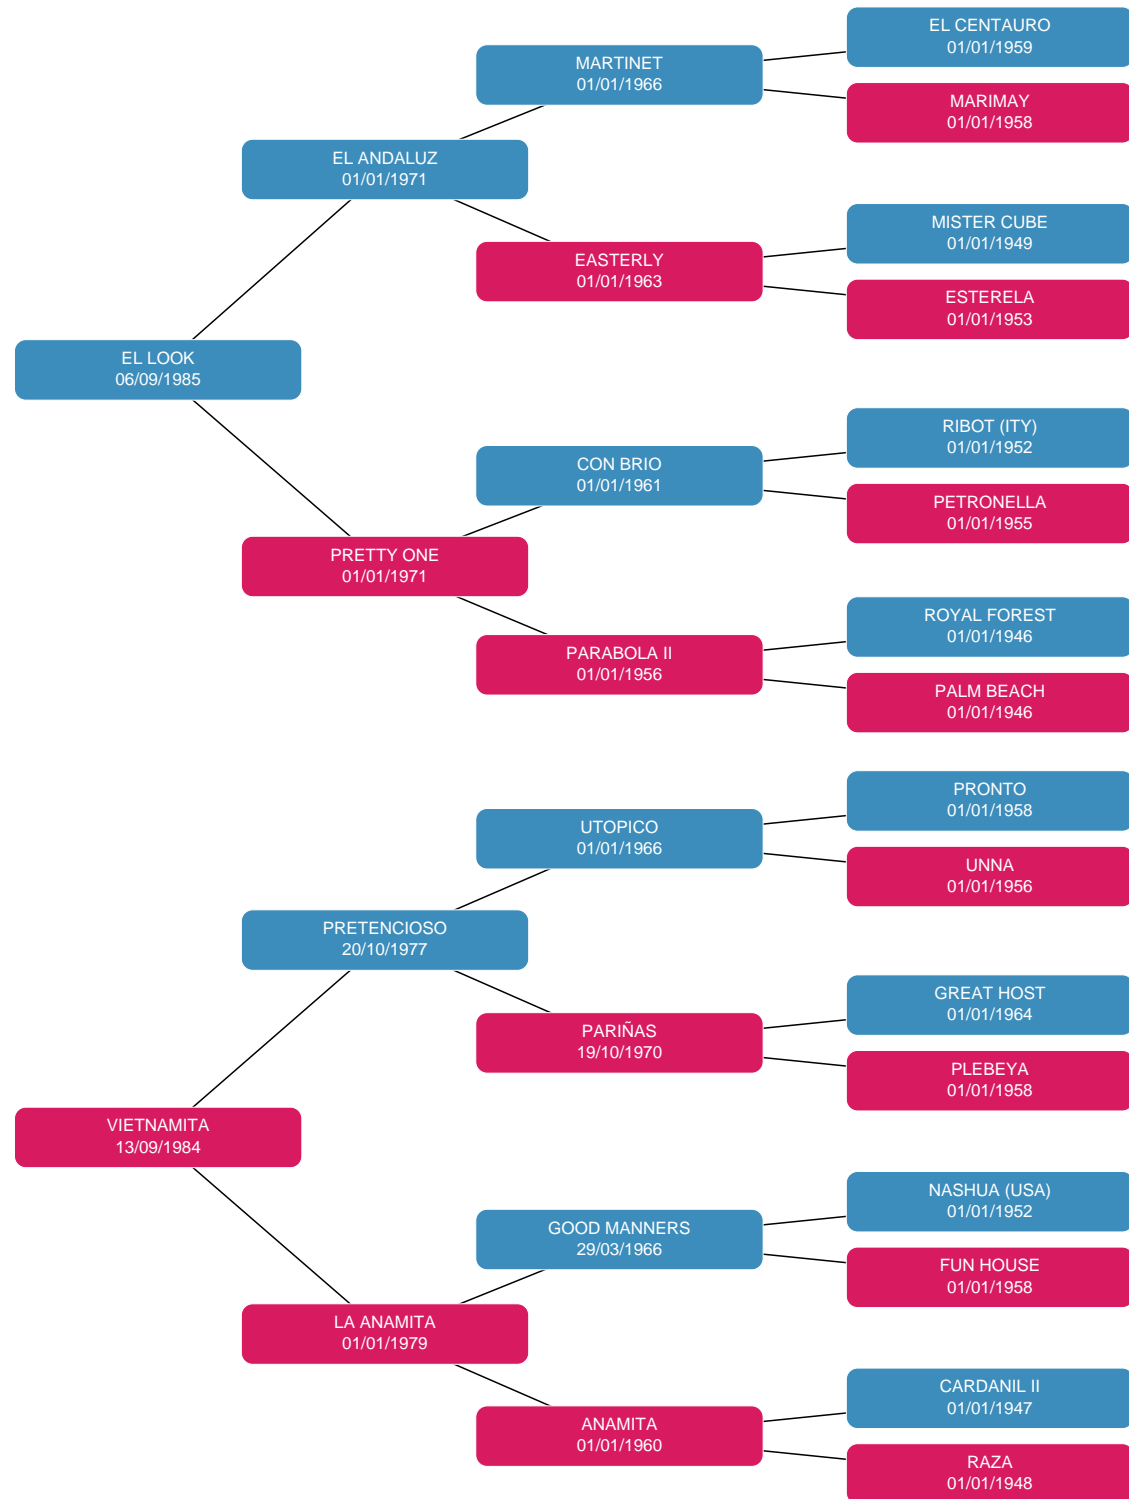 EL CENTAURO
01/01/1959
MARTINET
01/01/1966
MARIMAY
01/01/1958
EL ANDALUZ
01/01/1971
MISTER CUBE
01/01/1949
EASTERLY
01/01/1963
ESTERELA
01/01/1953
EL LOOK
06/09/1985
RIBOT (ITY)
01/01/1952
CON BRIO
01/01/1961
PETRONELLA
01/01/1955
PRETTY ONE
01/01/1971
ROYAL FOREST
01/01/1946
PARABOLA II
01/01/1956
PALM BEACH
01/01/1946
PRONTO
01/01/1958
UTOPICO
01/01/1966
UNNA
01/01/1956
PRETENCIOSO
20/10/1977
GREAT HOST
01/01/1964
PARIÑAS
19/10/1970
PLEBEYA
01/01/1958
VIETNAMITA
13/09/1984
NASHUA (USA)
01/01/1952
GOOD MANNERS
29/03/1966
FUN HOUSE
01/01/1958
LA ANAMITA
01/01/1979
CARDANIL II
01/01/1947
ANAMITA
01/01/1960
RAZA
01/01/1948